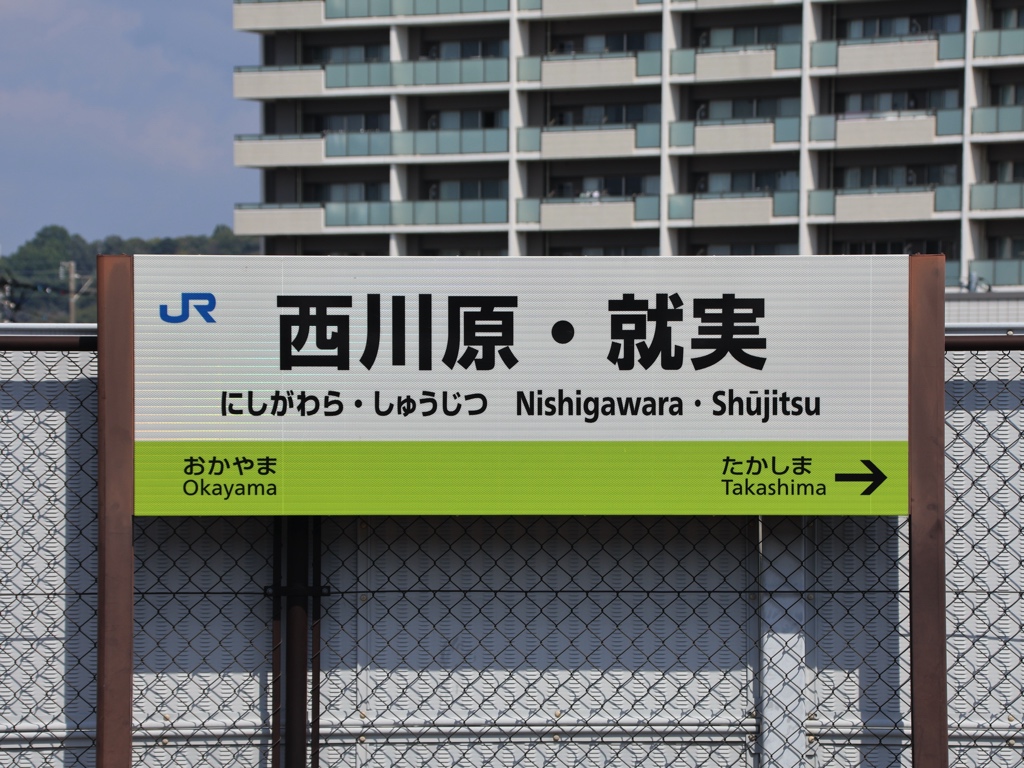 JR
西川原・就実
にしがわら・しゅうじつ Nishigawara・Shūjitsu
おかやま
Okayama
たかしま
Takashima →